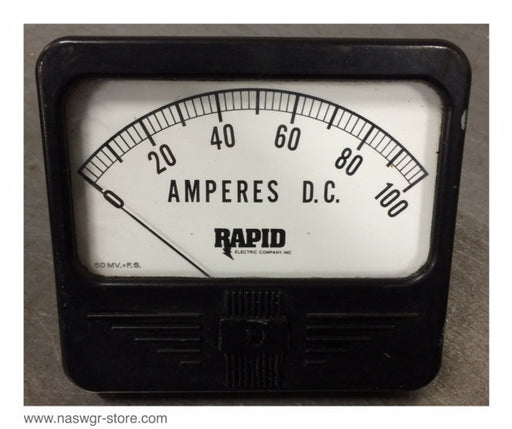 0 20 40 60 80 100
AMPERES D.C.
RAPID
ELECTRIC COMPANY INC
50 MV.=F.S.
www.naswgr-store.com